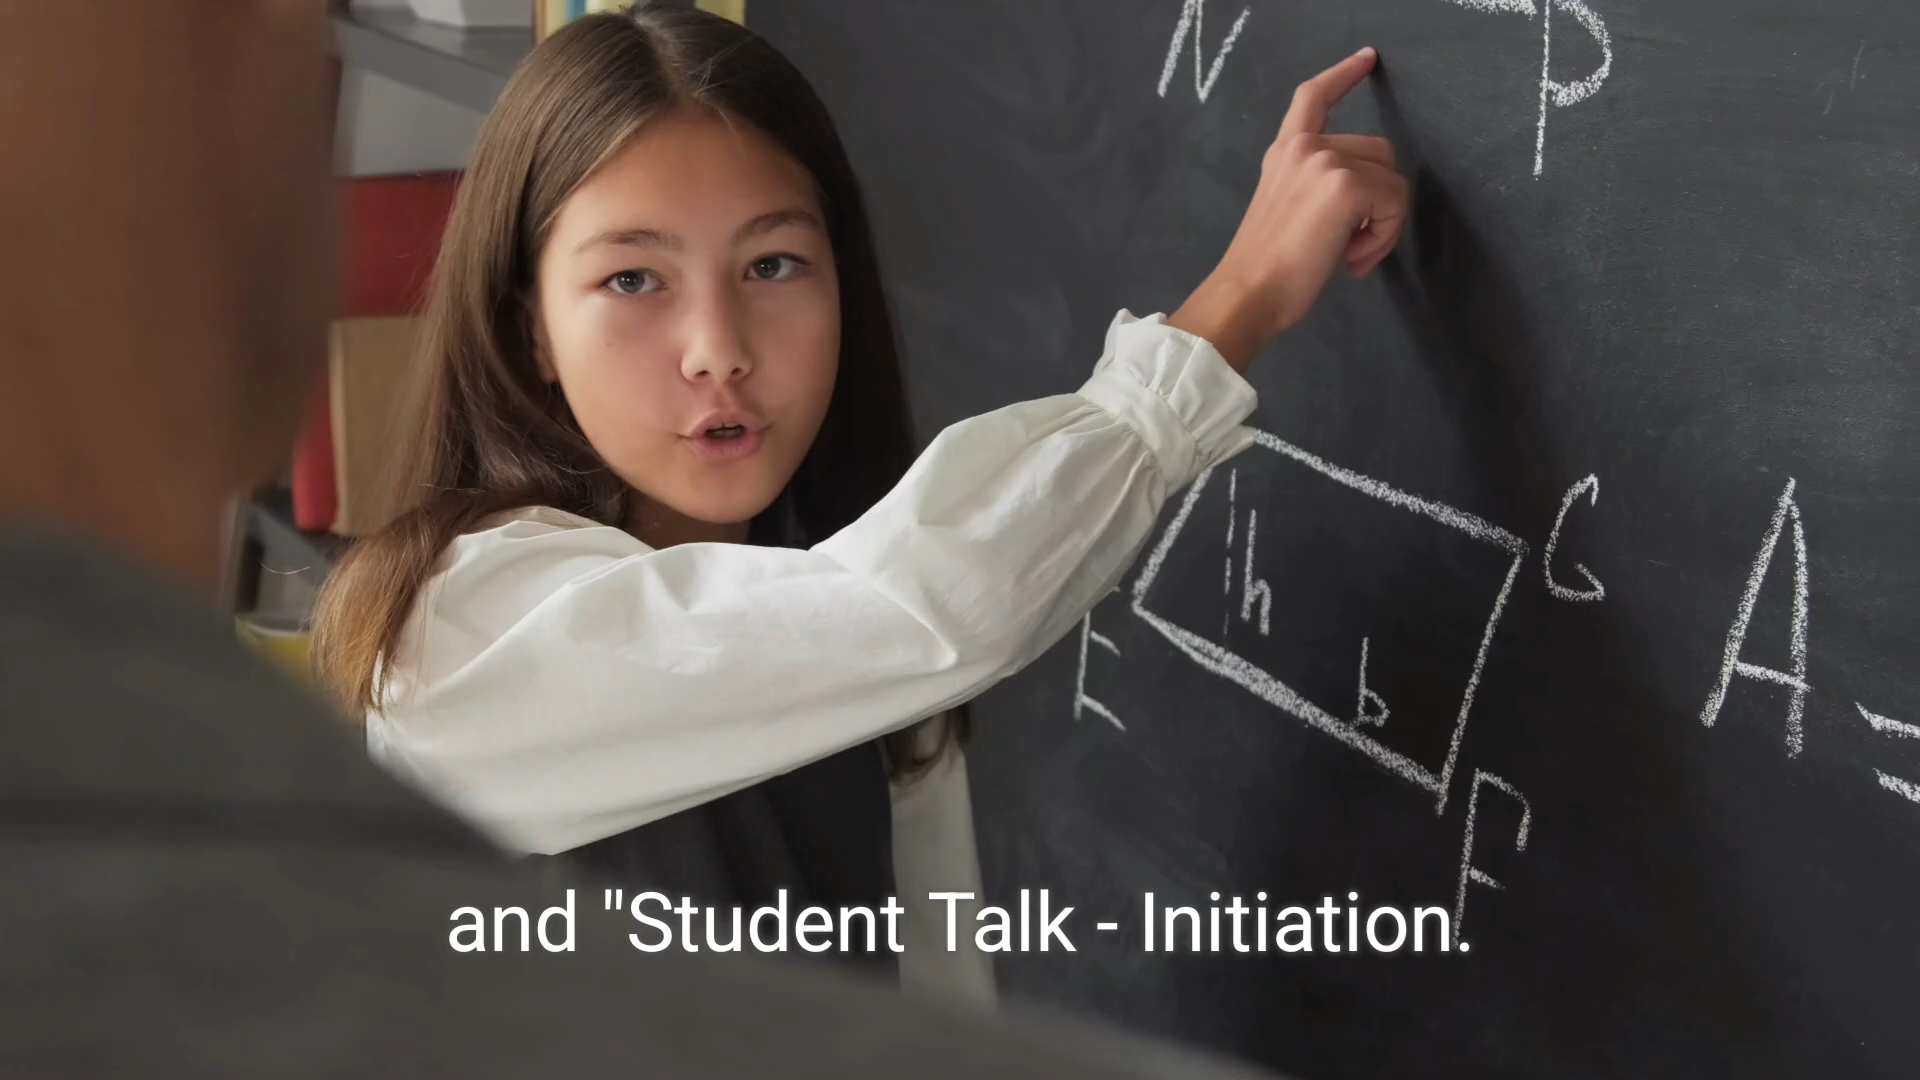 N
h
G
A =
E
b
F
and "Student Talk - Initiation.